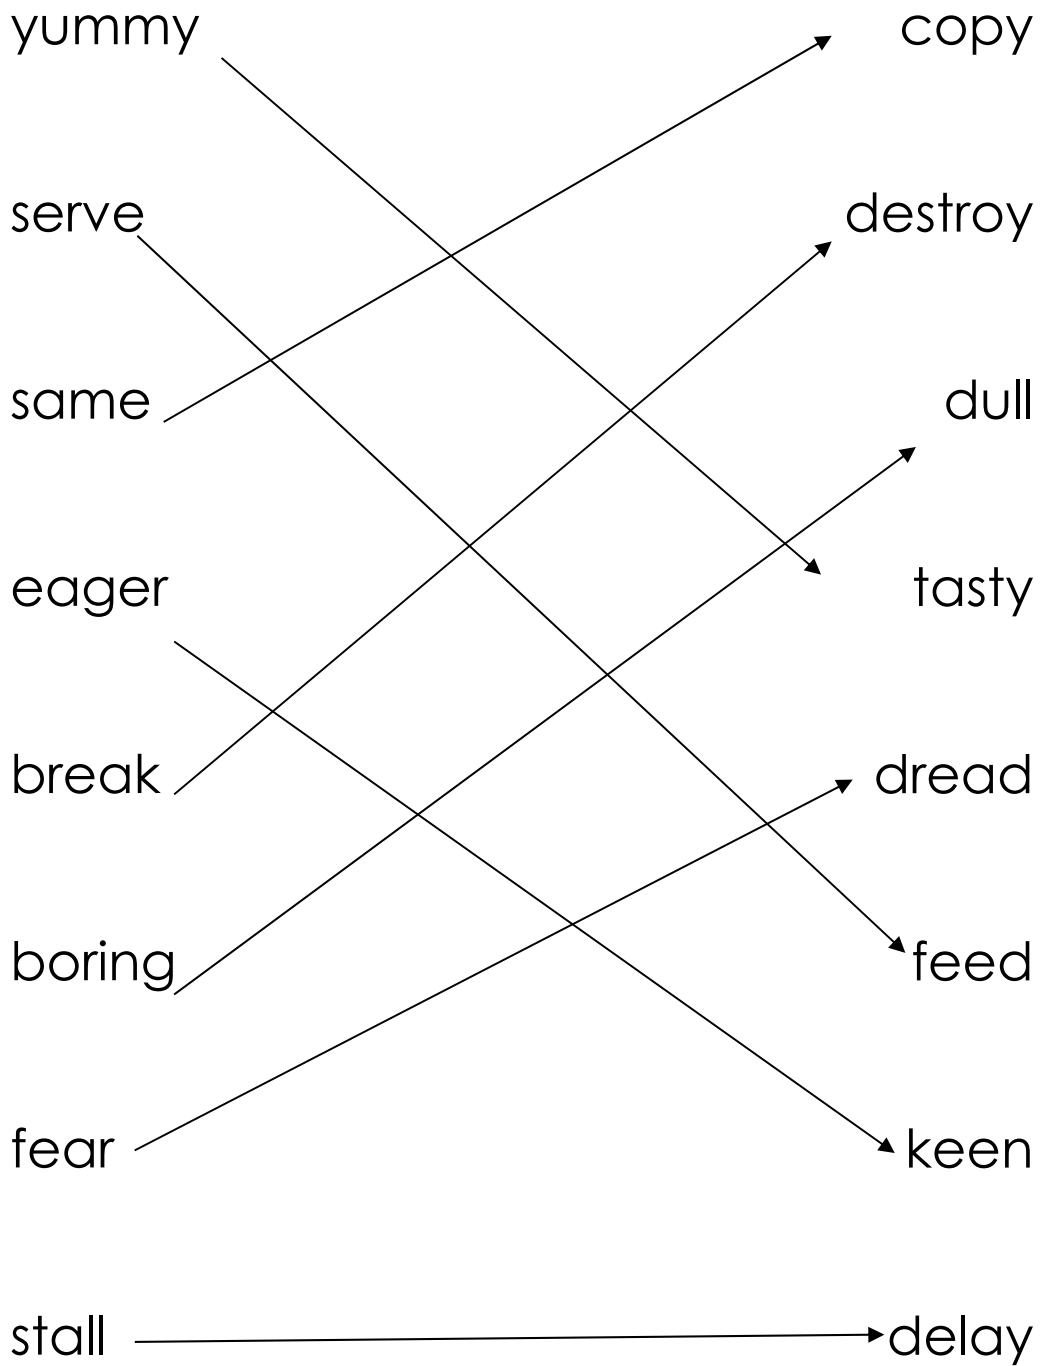 yummy copy
serve destroy
same dull
eager tasty
break dread
boring feed
fear keen
stall delay